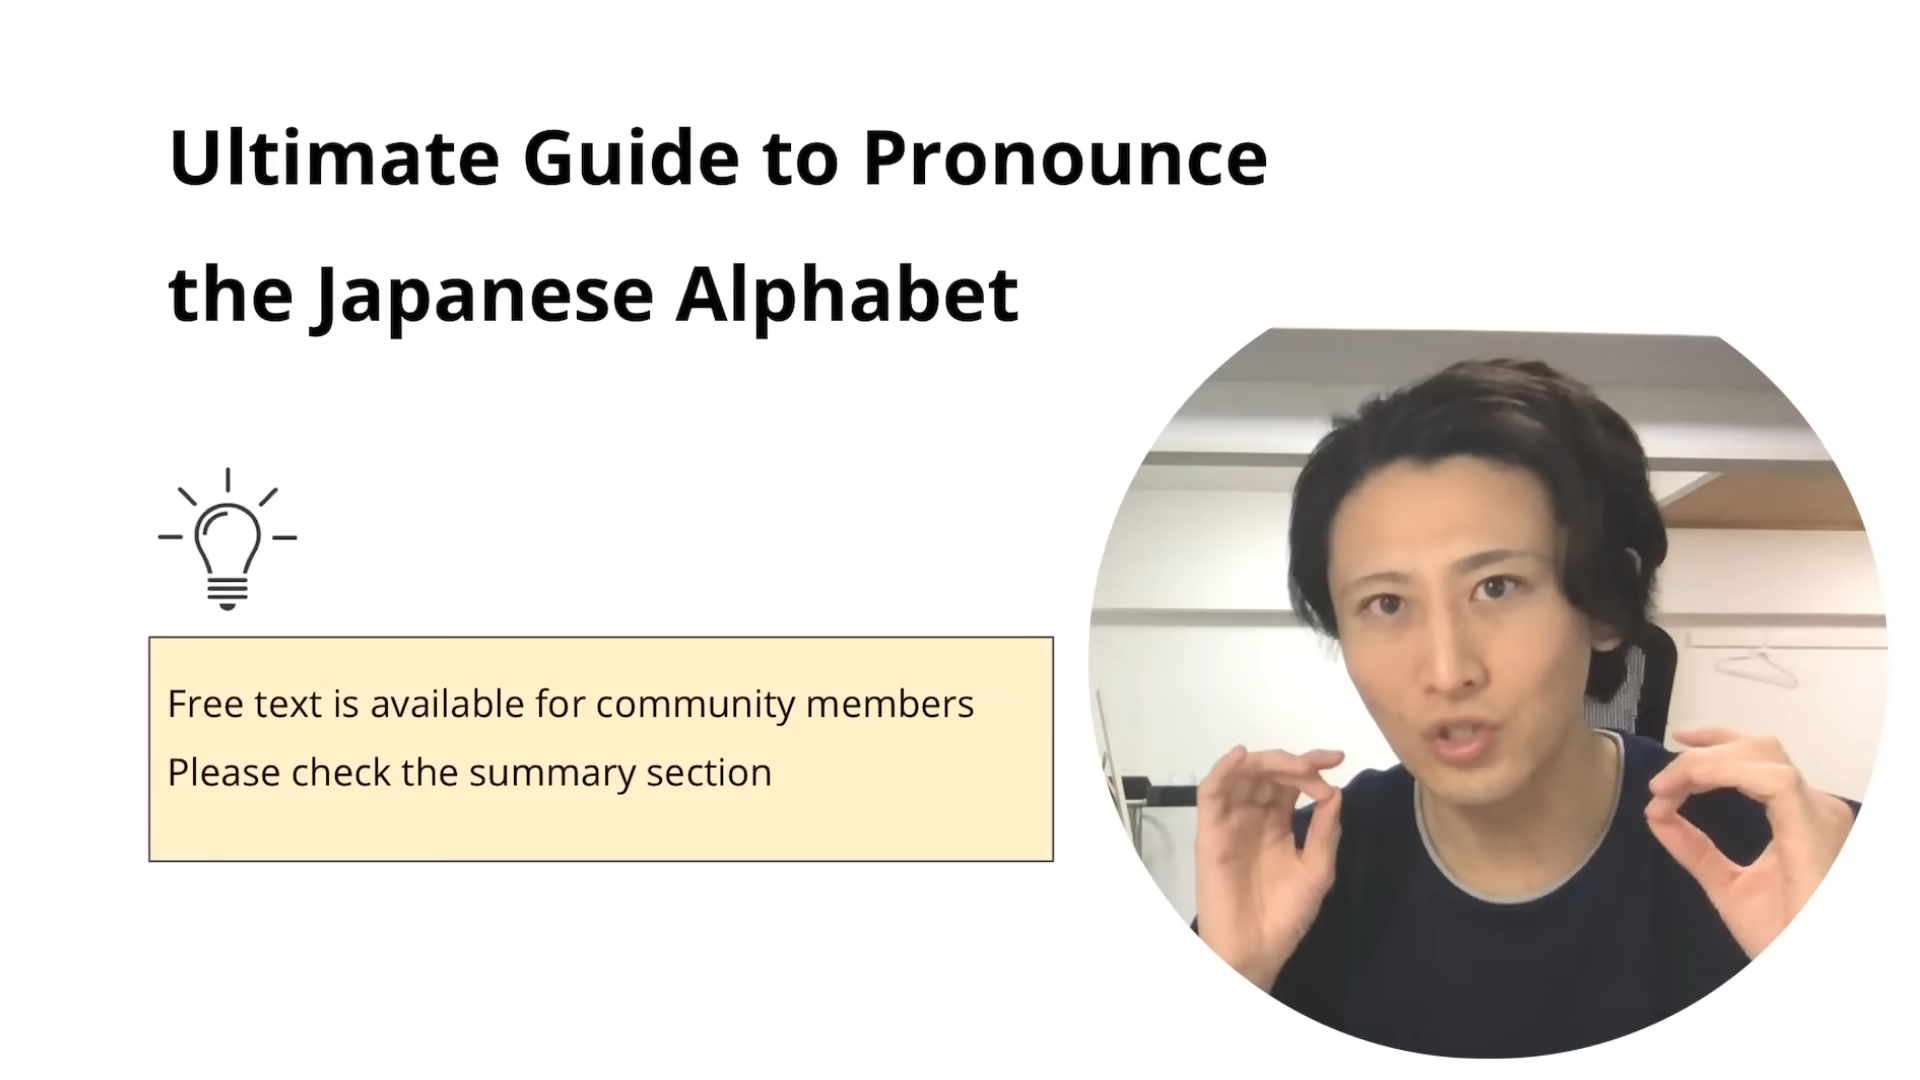 Ultimate Guide to Pronounce
the Japanese Alphabet
Free text is available for community members
Please check the summary section